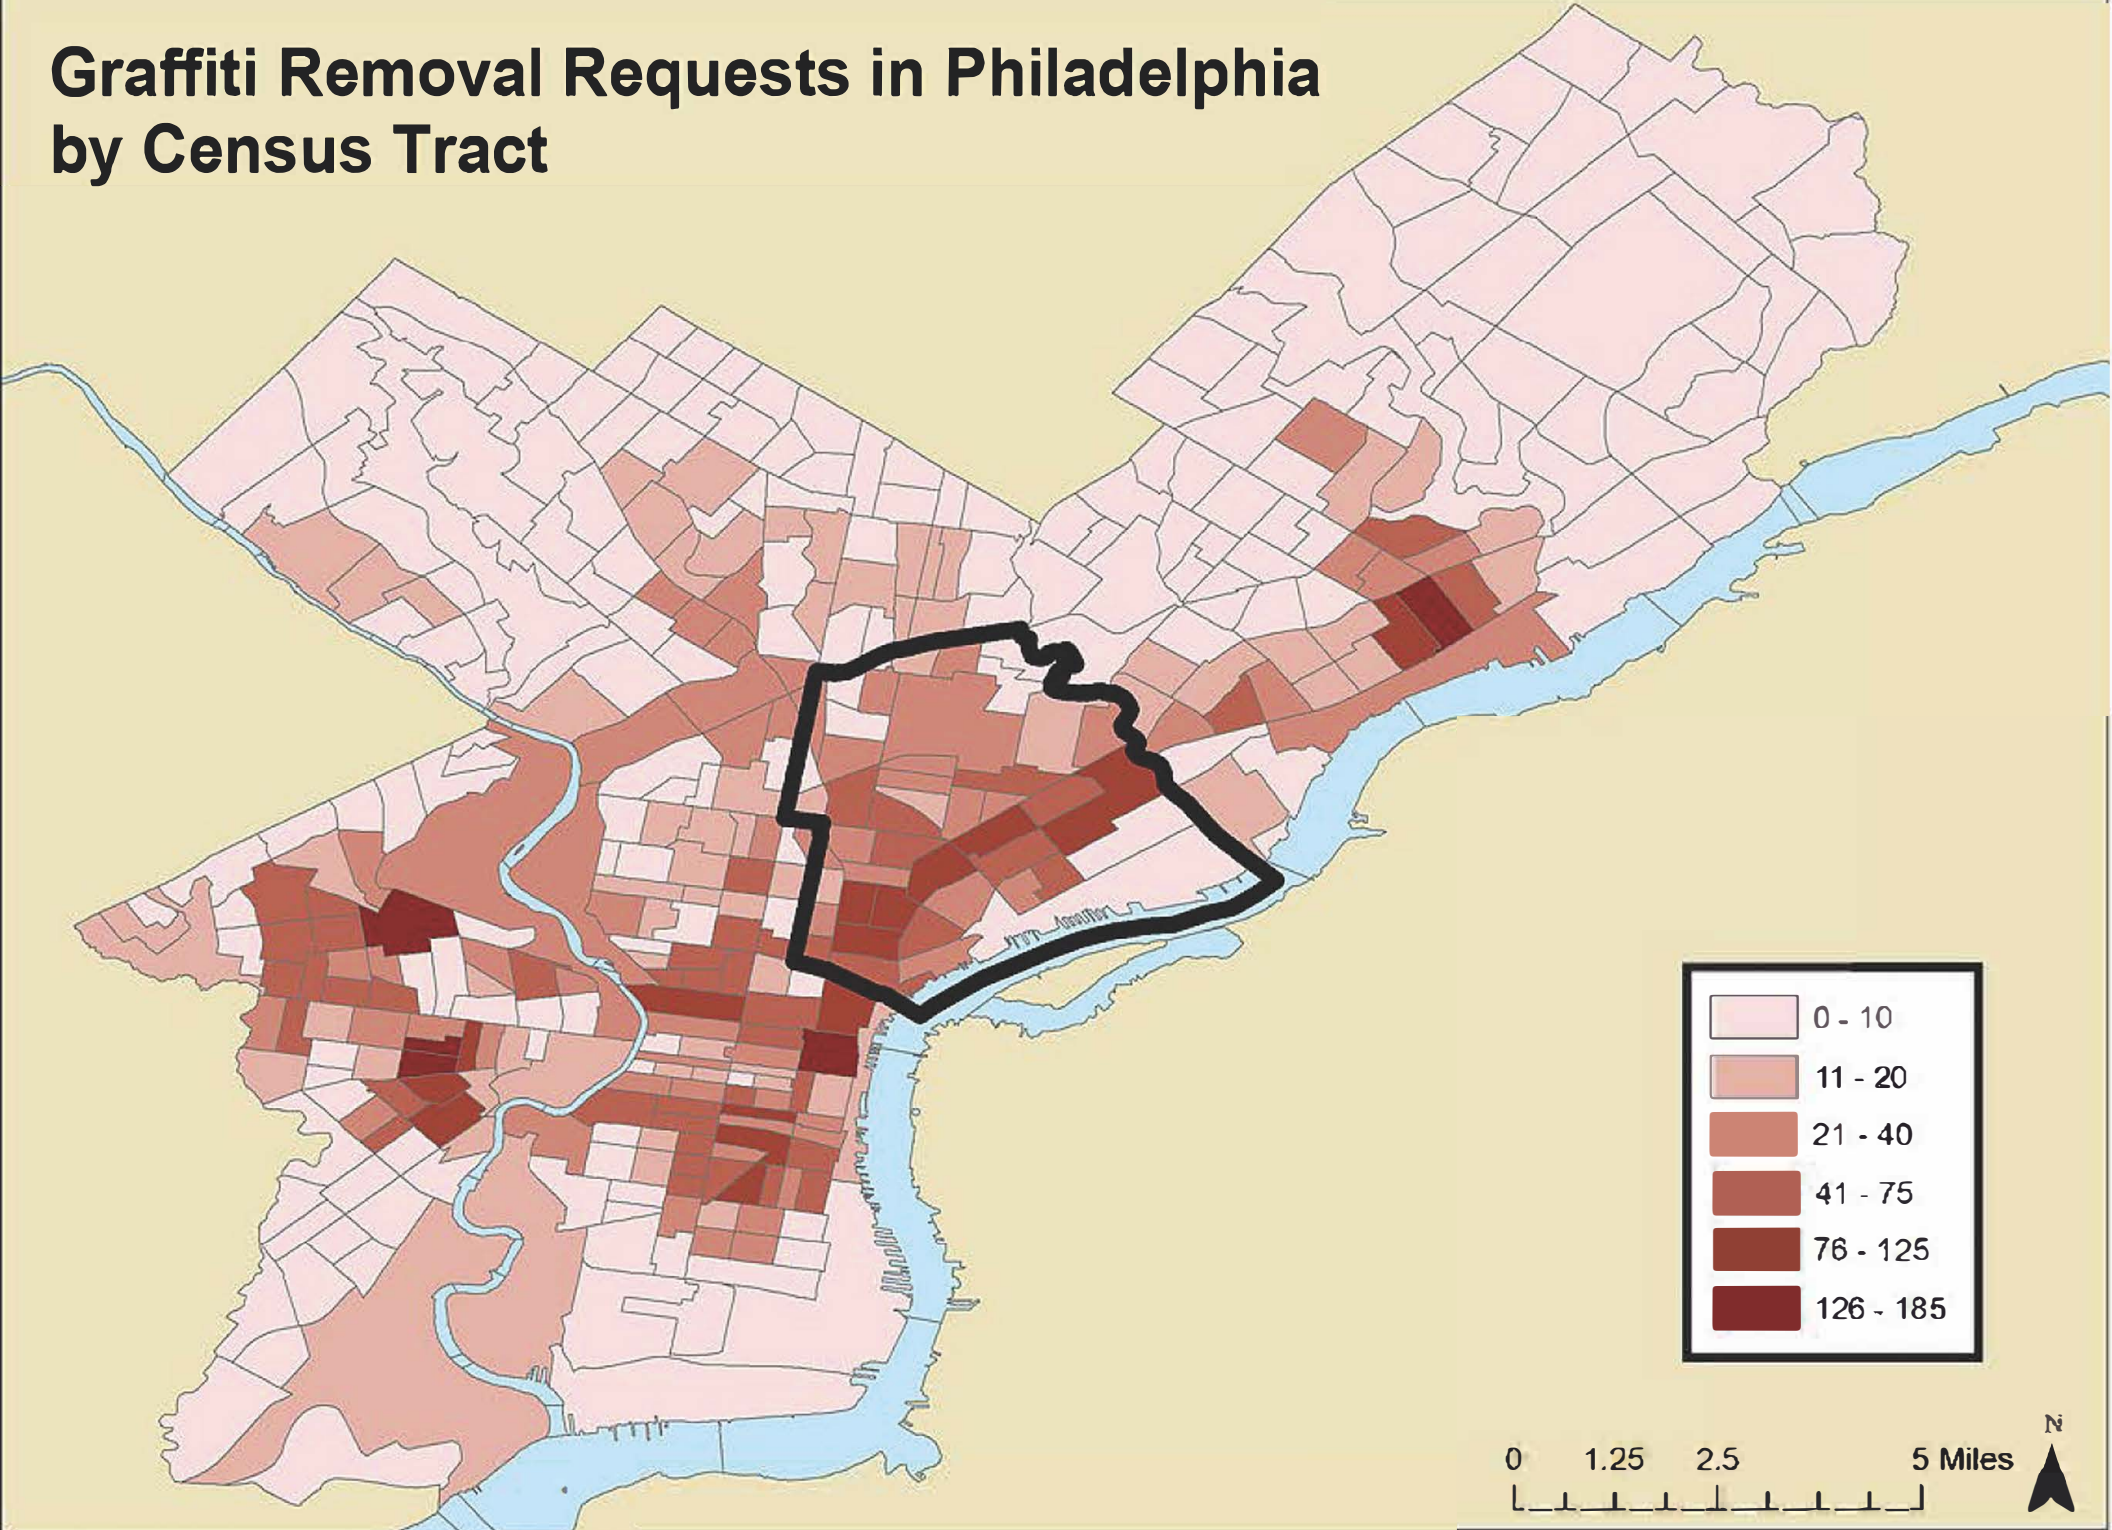 Graffiti Removal Requests in Philadelphia
by Census Tract
0 - 10
11 - 20
21 - 40
41 - 75
76 - 125
126 - 185
N
0 1.25 2.5 5 Miles